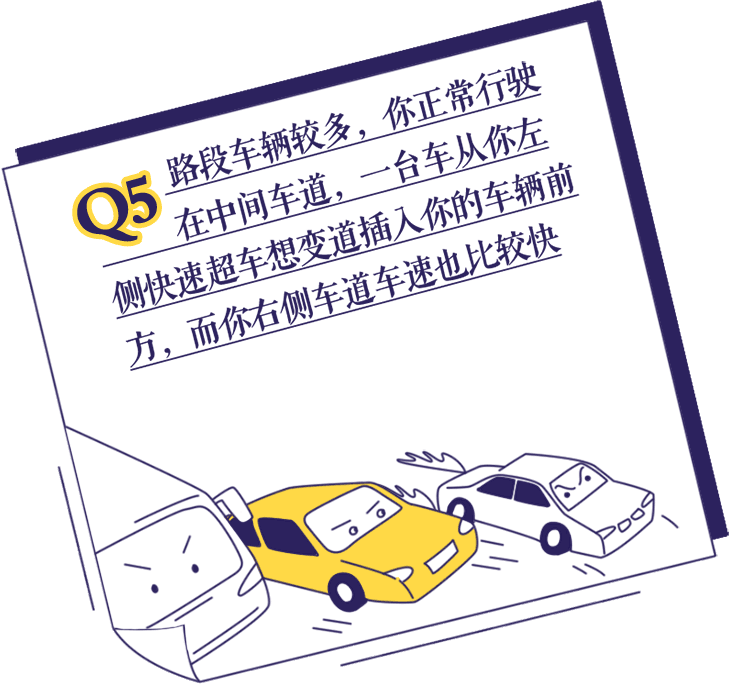 Q5
路段车辆较多，你正常行驶
在中间车道，一台车从你左
侧快速超车想变道插入你的车辆前
方，而你右侧车道车速也比较快